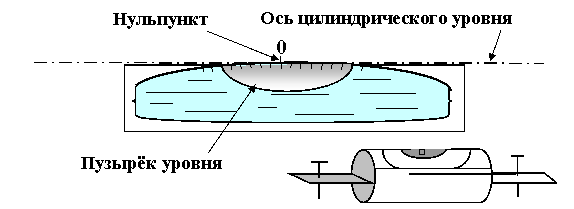 Нульпункт
Ось цилиндрического уровня
0
Пузырёк уровня